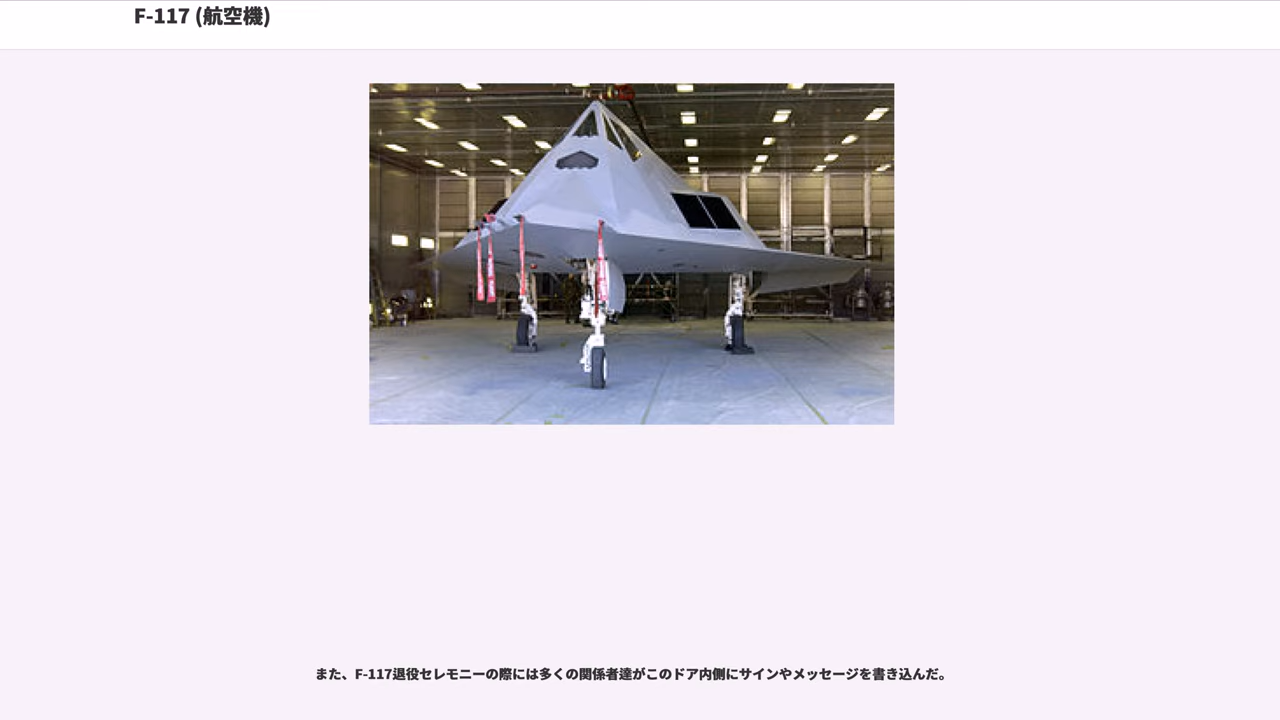 F-117 (航空機)
また、F-117退役セレモニーの際には多くの関係者達がこのドア内側にサインやメッセージを書き込んだ。